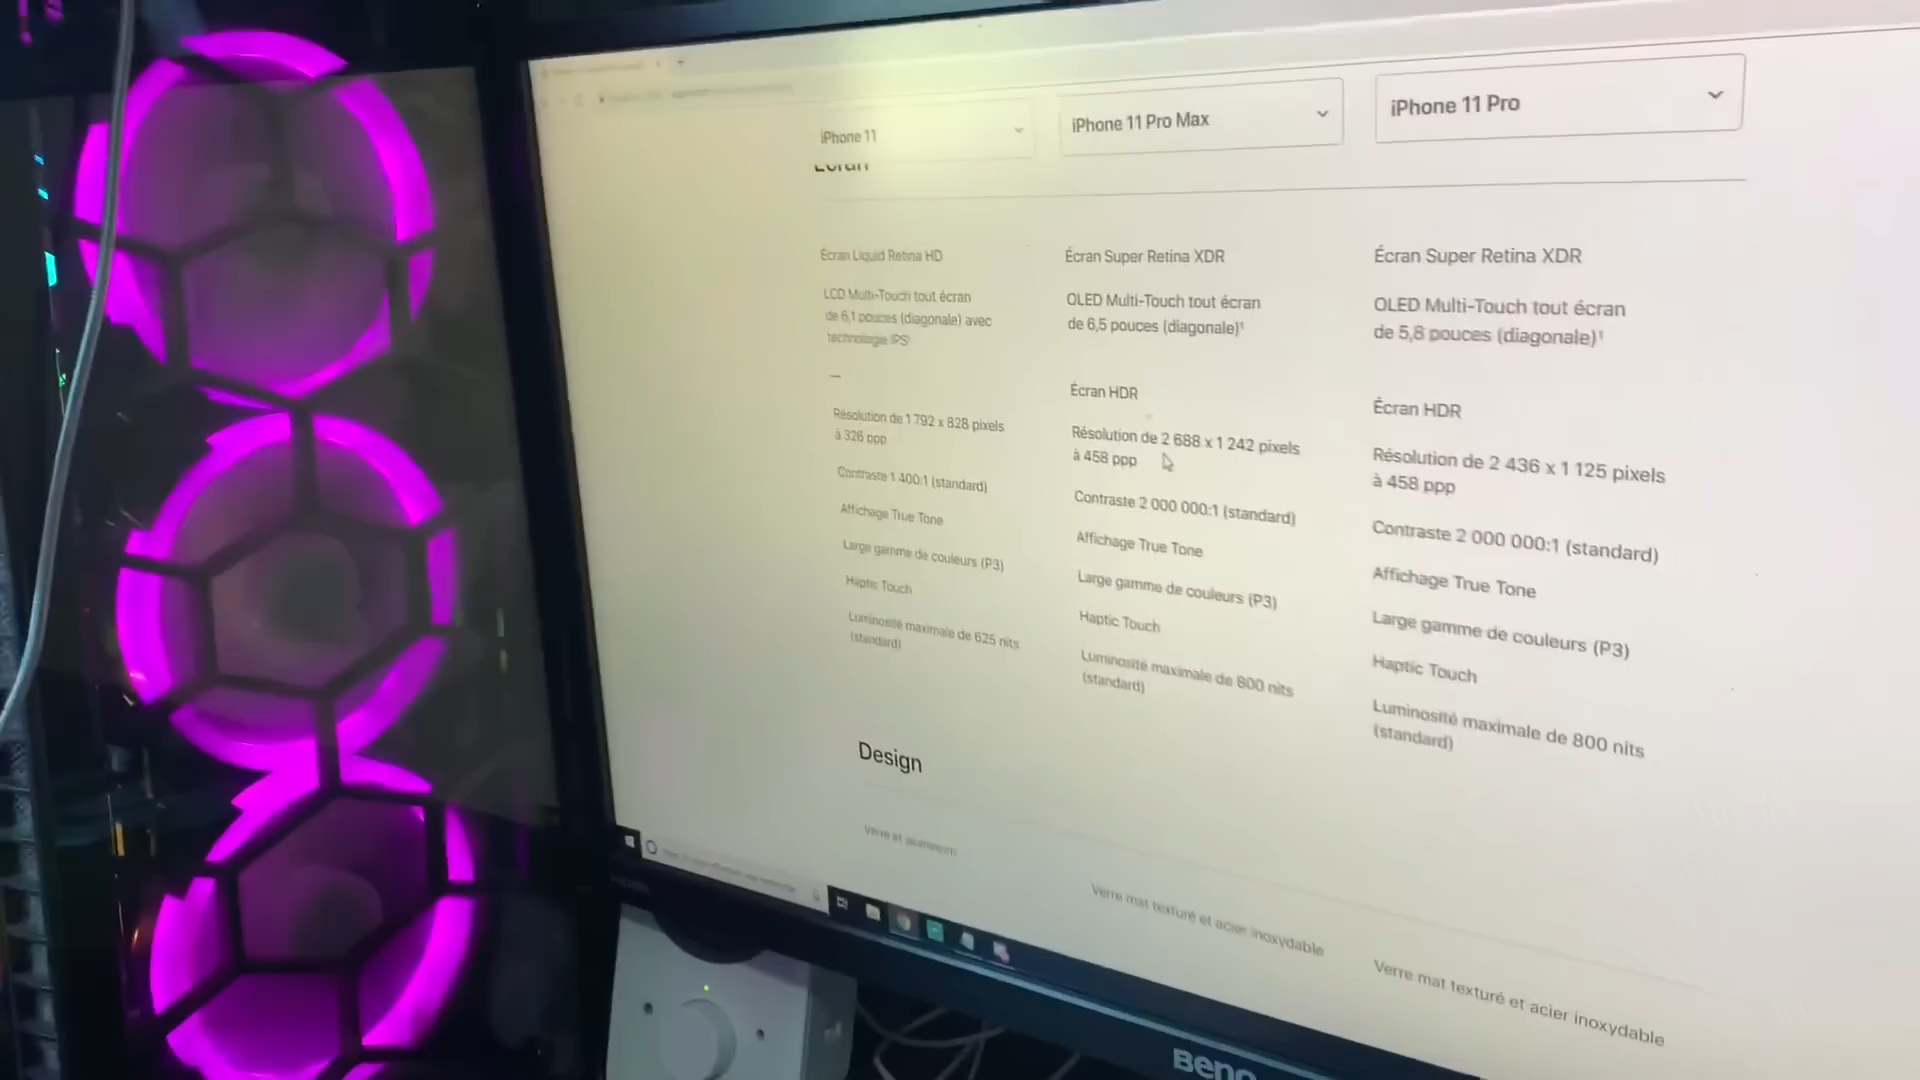 iPhone 11
iPhone 11 Pro Max
iPhone 11 Pro
Écran
Écran Liquid Retina HD
LCD Multi-Touch tout écran
de 6,1 pouces (diagonale) avec
technologie IPS
—
Résolution de 1 792 x 828 pixels
à 326 ppp
Contraste 1 400:1 (standard)
Affichage True Tone
Large gamme de couleurs (P3)
Haptic Touch
Luminosité maximale de 625 nits
(standard)
Écran Super Retina XDR
OLED Multi-Touch tout écran
de 6,5 pouces (diagonale)¹
Écran HDR
Résolution de 2 688 x 1 242 pixels
à 458 ppp
Contraste 2 000 000:1 (standard)
Affichage True Tone
Large gamme de couleurs (P3)
Haptic Touch
Luminosité maximale de 800 nits
(standard)
Écran Super Retina XDR
OLED Multi-Touch tout écran
de 5,8 pouces (diagonale)¹
Écran HDR
Résolution de 2 436 x 1 125 pixels
à 458 ppp
Contraste 2 000 000:1 (standard)
Affichage True Tone
Large gamme de couleurs (P3)
Haptic Touch
Luminosité maximale de 800 nits
(standard)
Design
Verre et aluminium
Verre mat texturé et acier inoxydable
Verre mat texturé et acier inoxydable
BenQ